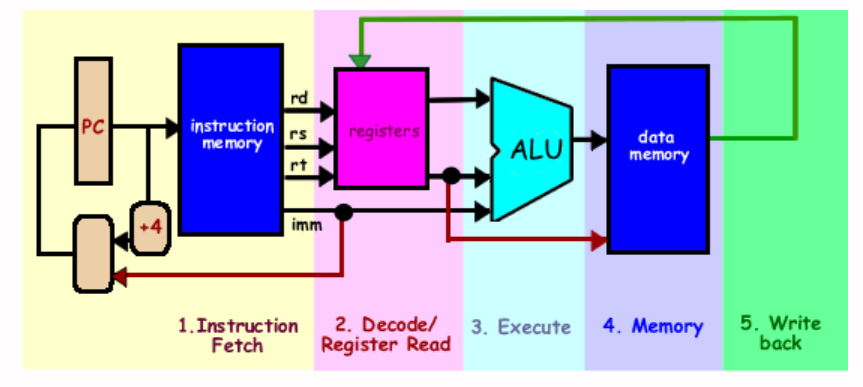 PC
instruction
memory
rd
rs
rt
imm
registers
ALU
data
memory
+4
1.Instruction
Fetch
2. Decode/
Register Read
3. Execute
4. Memory
5. Write
back